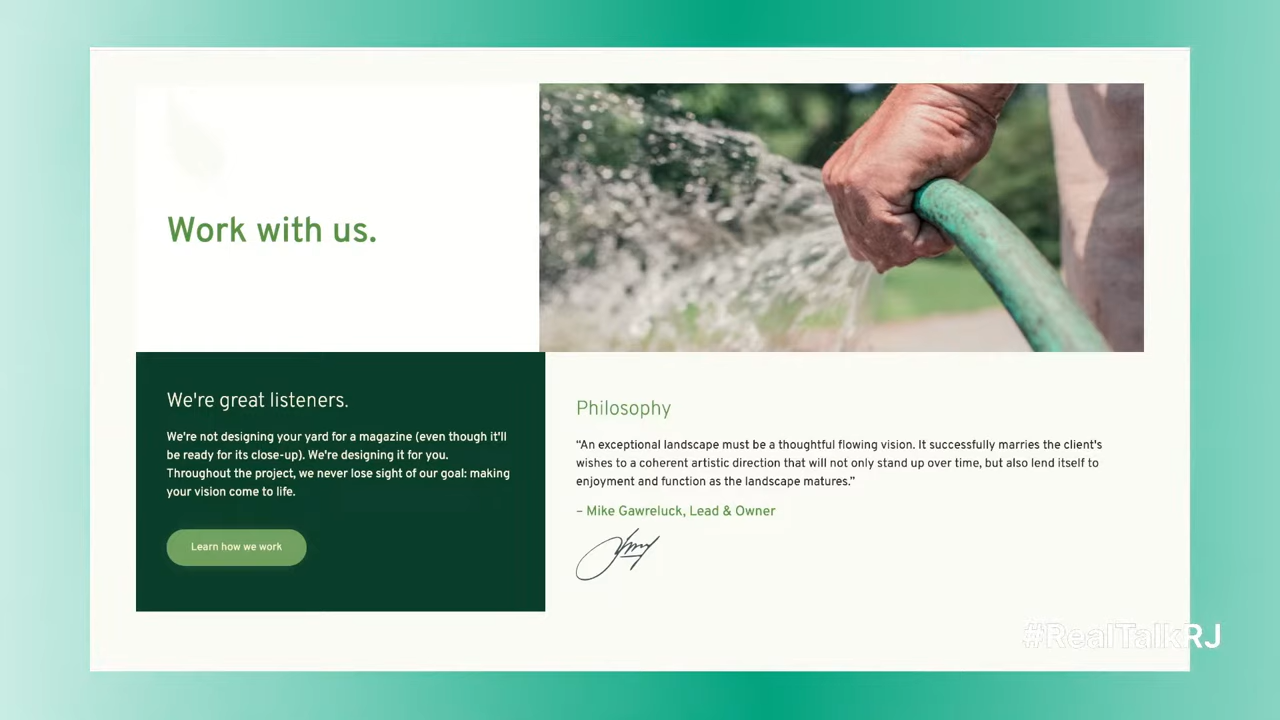 Work with us.
We're great listeners.
We're not designing your yard for a magazine (even though it'll
be ready for its close-up). We're designing it for you.
Throughout the project, we never lose sight of our goal: making
your vision come to life.
Learn how we work
Philosophy
“An exceptional landscape must be a thoughtful flowing vision. It successfully marries the client's
wishes to a coherent artistic direction that will not only stand up over time, but also lend itself to
enjoyment and function as the landscape matures.”
– Mike Gawreluck, Lead & Owner
#RealTalkRJ